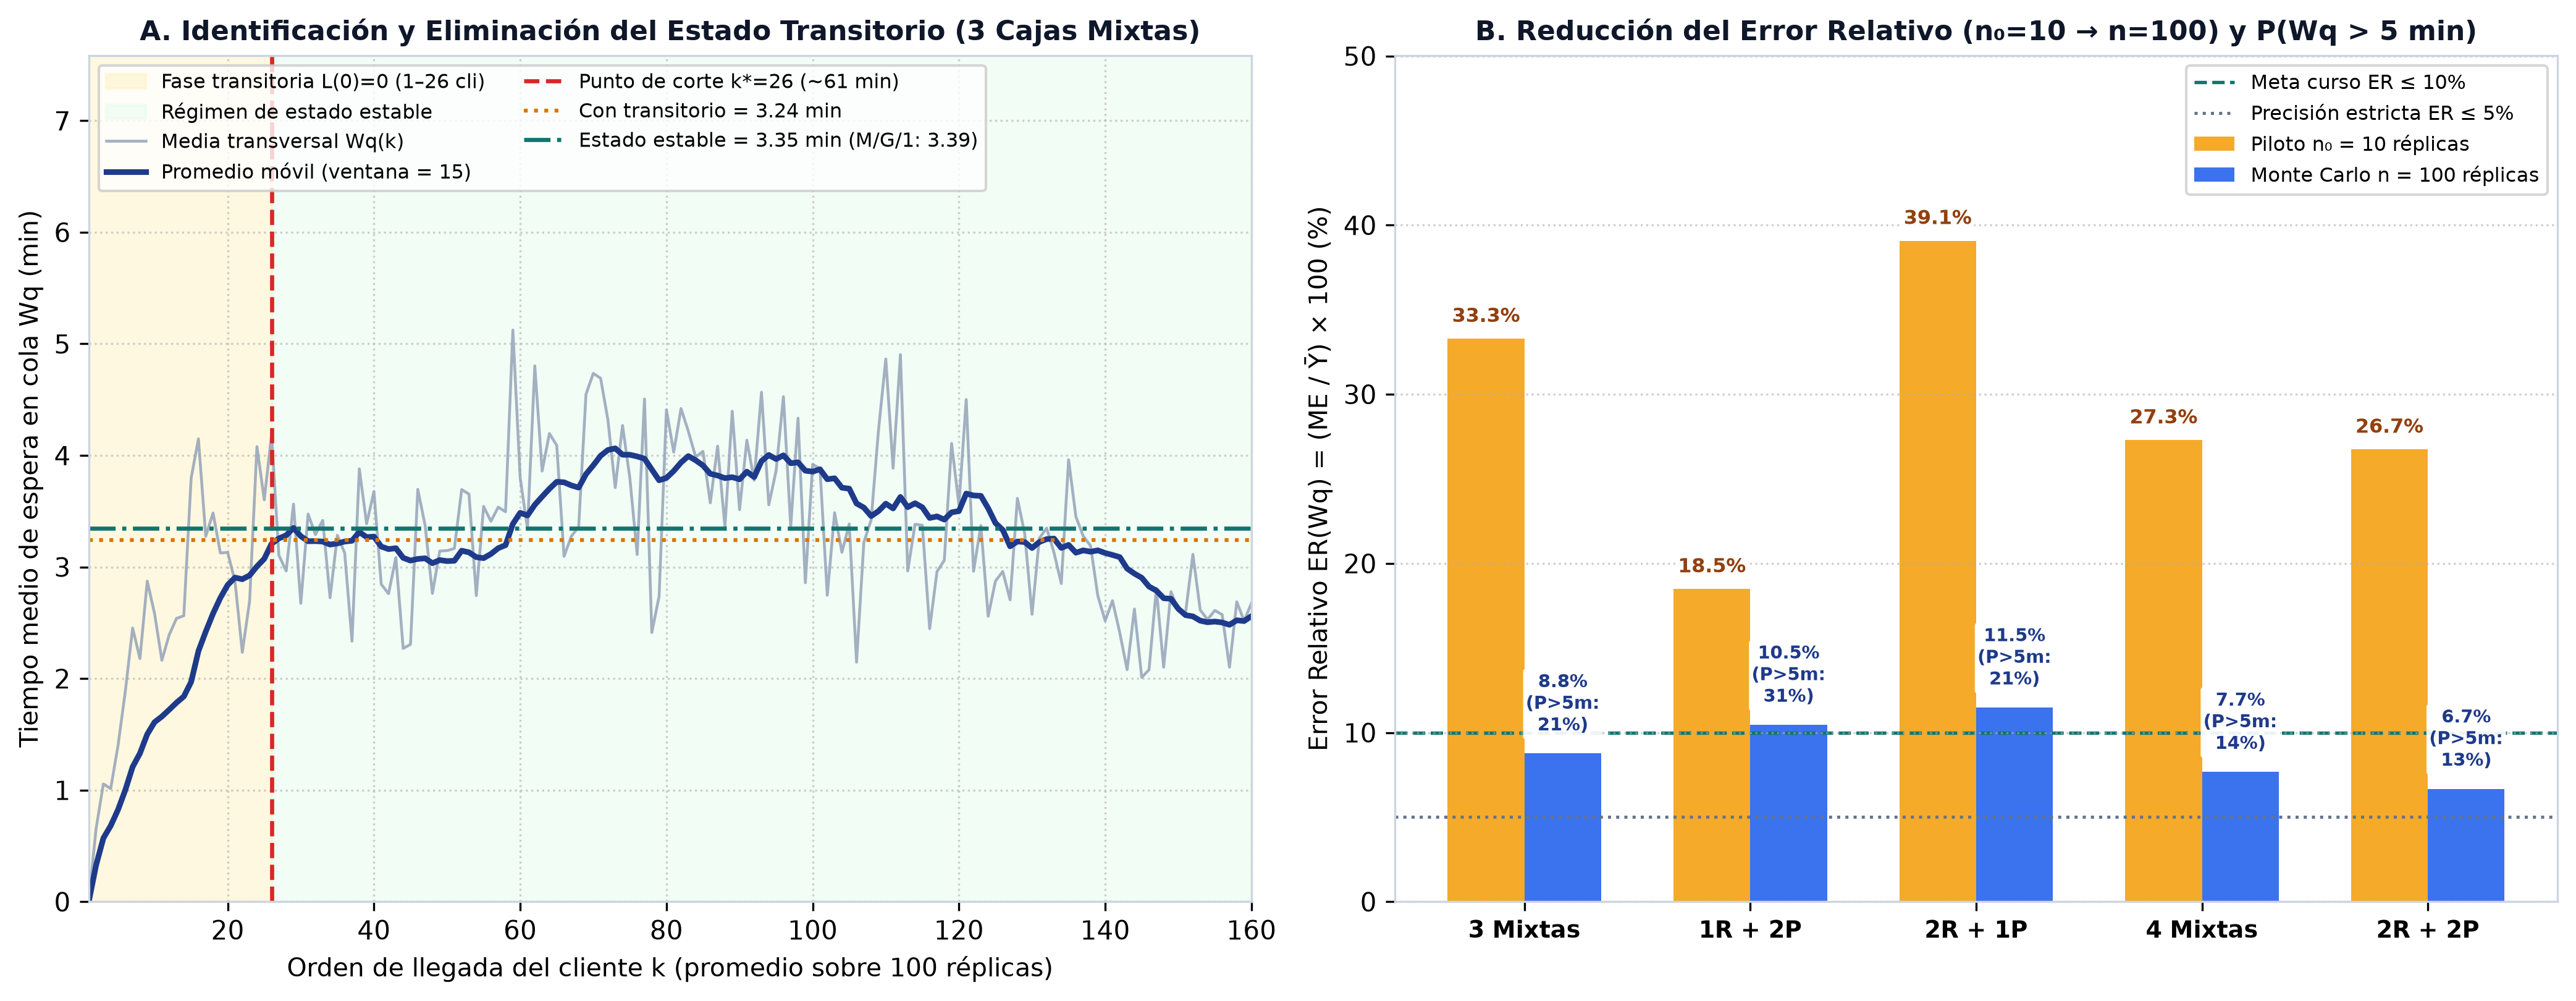 A. Identificación y Eliminación del Estado Transitorio (3 Cajas Mixtas)
Fase transitoria L(0)=0 (1–26 cli)
Régimen de estado estable
Media transversal Wq(k)
Promedio móvil (ventana = 15)
Punto de corte k*=26 (~61 min)
Con transitorio = 3.24 min
Estado estable = 3.35 min (M/G/1: 3.39)
Tiempo medio de espera en cola Wq (min)
7
6
5
4
3
2
1
0
20 40 60 80 100 120 140 160
Orden de llegada del cliente k (promedio sobre 100 réplicas)
B. Reducción del Error Relativo (n₀=10 → n=100) y P(Wq > 5 min)
Meta curso ER ≤ 10%
Precisión estricta ER ≤ 5%
Piloto n₀ = 10 réplicas
Monte Carlo n = 100 réplicas
Error Relativo ER(Wq) = (ME / Ȳ) × 100 (%)
50
40
30
20
10
0
33.3%
8.8%
(P>5m:
21%)
18.5%
10.5%
(P>5m:
31%)
39.1%
11.5%
(P>5m:
21%)
27.3%
7.7%
(P>5m:
14%)
26.7%
6.7%
(P>5m:
13%)
3 Mixtas 1R + 2P 2R + 1P 4 Mixtas 2R + 2P